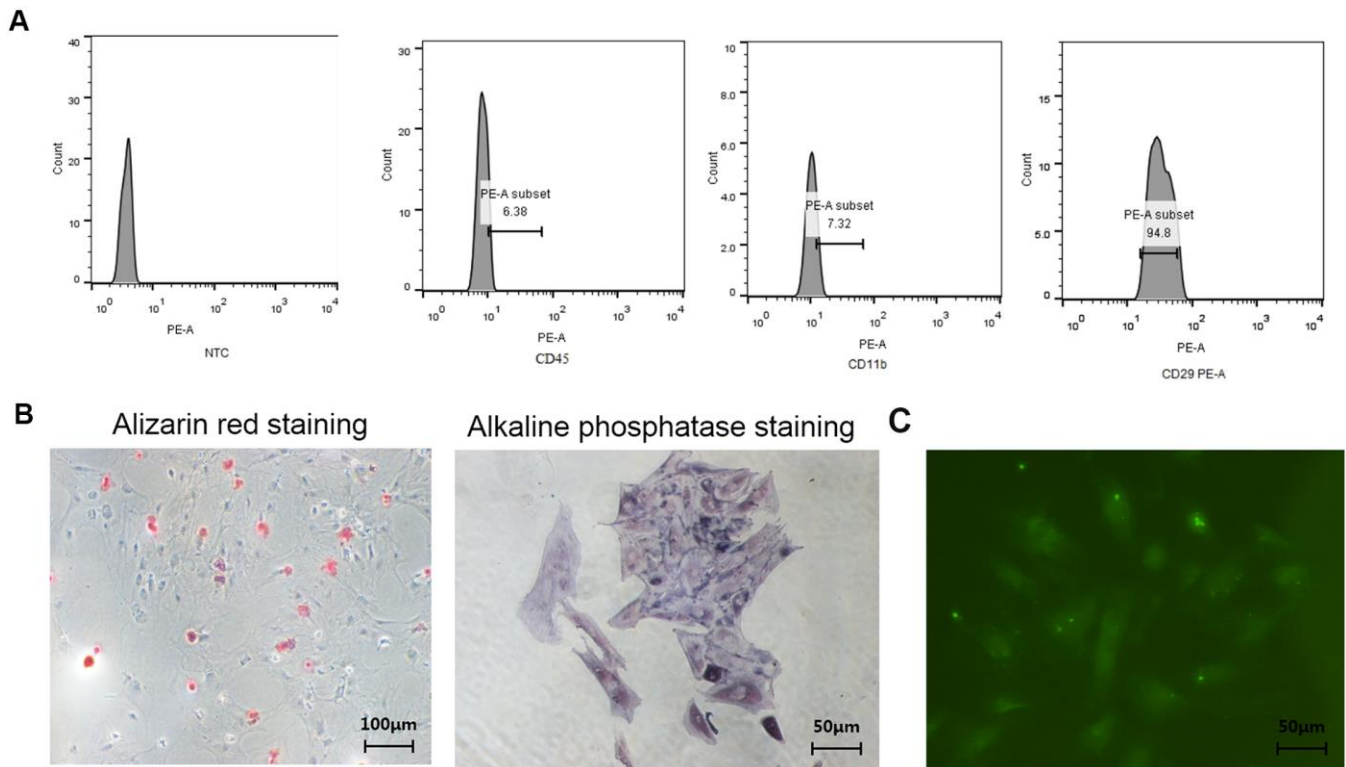 A
40
30
20
10
0
Count
10^0 10^1 10^2 10^3 10^4
PE-A
NTC
30
20
10
0
Count
PE-A subset
6.38
10^0 10^1 10^2 10^3 10^4
PE-A
CD45
10
8.0
6.0
4.0
2.0
0
Count
PE-A subset
7.32
10^0 10^1 10^2 10^3 10^4
PE-A
CD11b
15
10
5.0
0
Count
PE-A subset
94.8
10^0 10^1 10^2 10^3 10^4
PE-A
CD29 PE-A
B
Alizarin red staining
100μm
Alkaline phosphatase staining
50μm
C
50μm